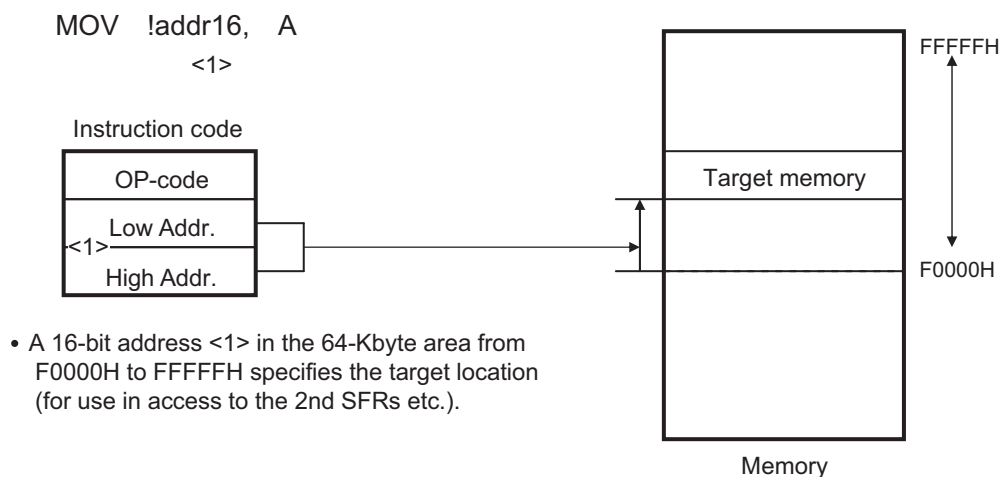 MOV !addr16, A
<1>
Instruction code
OP-code
Low Addr.
<1>
High Addr.
FFFFFH
Target memory
F0000H
• A 16-bit address <1> in the 64-Kbyte area from
F0000H to FFFFFH specifies the target location
(for use in access to the 2nd SFRs etc.).
Memory